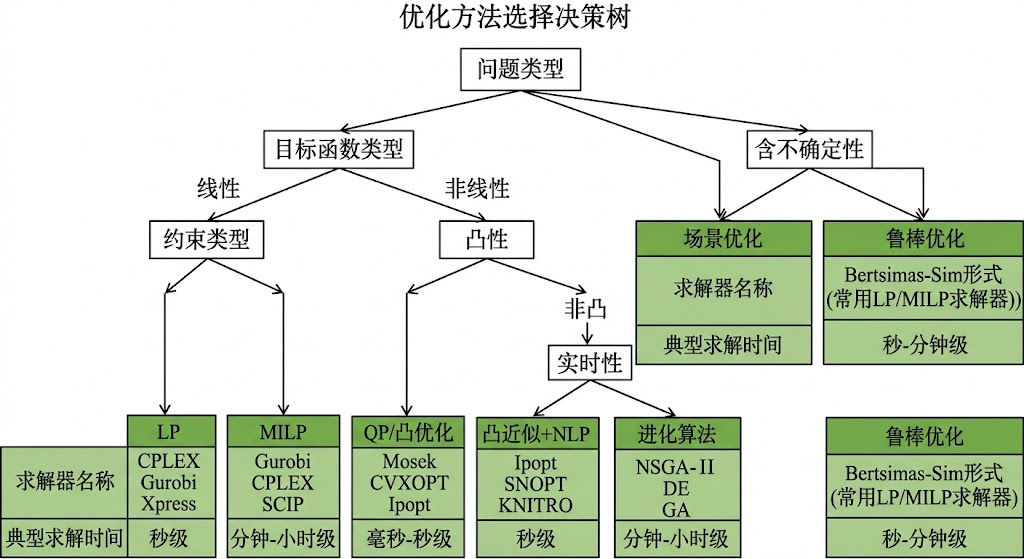 优化方法选择决策树
问题类型
目标函数类型
含不确定性
线性
非线性
约束类型
凸性
场景优化
求解器名称
典型求解时间
鲁棒优化
Bertsimas-Sim形式
(常用LP/MILP求解器))
秒-分钟级
非凸
实时性
求解器名称
典型求解时间
LP
CPLEX
Gurobi
Xpress
秒级
MILP
Gurobi
CPLEX
SCIP
分钟-小时级
QP/凸优化
Mosek
CVXOPT
Ipopt
毫秒-秒级
凸近似+NLP
Ipopt
SNOPT
KNITRO
秒级
进化算法
NSGA-II
DE
GA
分钟-小时级
鲁棒优化
Bertsimas-Sim形式
(常用LP/MILP求解器)
秒-分钟级